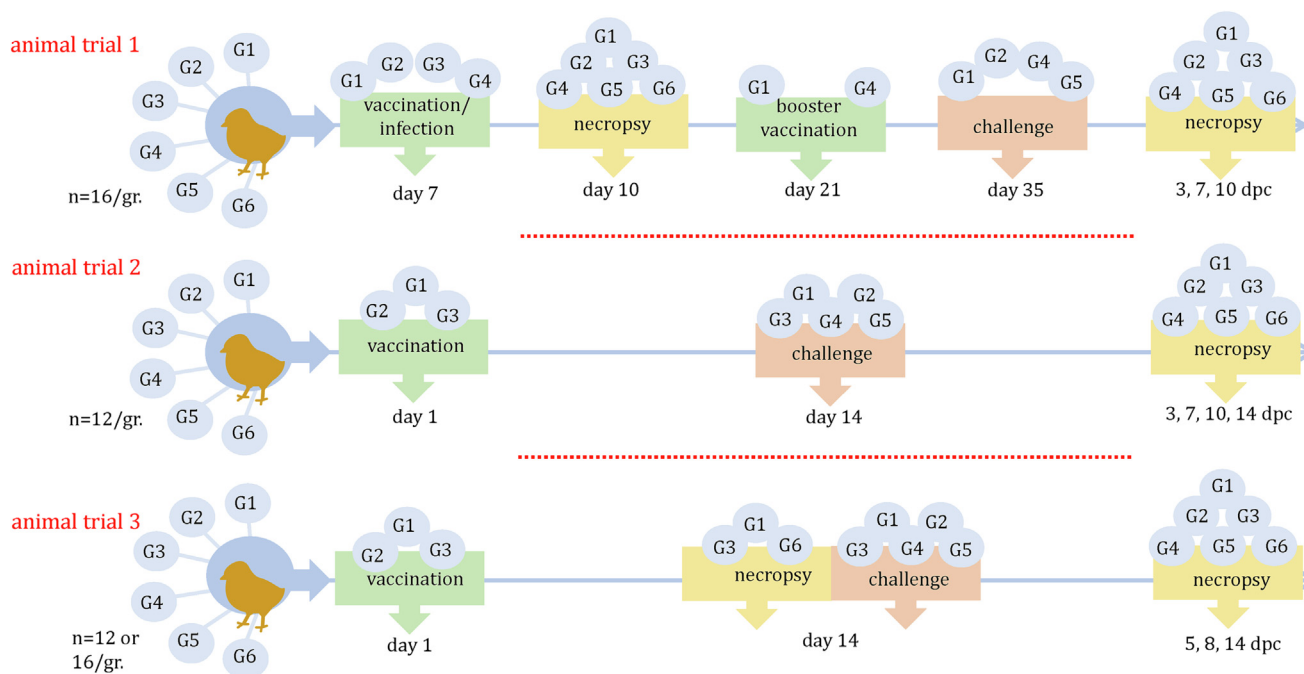 animal trial 1
G1
G2
G3
G4
G5
G6
n=16/gr.
G1
G2
G3
G4
vaccination/
infection
day 7
G1
G2
G3
G4
G5
G6
necropsy
day 10
G1
G4
booster
vaccination
day 21
G1
G2
G4
G5
challenge
day 35
G1
G2
G3
G4
G5
G6
necropsy
3, 7, 10 dpc
animal trial 2
G1
G2
G3
G4
G5
G6
n=12/gr.
G1
G2
G3
vaccination
day 1
G1
G2
G3
G4
G5
challenge
day 14
G1
G2
G3
G4
G5
G6
necropsy
3, 7, 10, 14 dpc
animal trial 3
G1
G2
G3
G4
G5
G6
n=12 or
16/gr.
G1
G2
G3
vaccination
day 1
G1
G3
G6
necropsy
G1
G2
G3
G4
G5
challenge
day 14
G1
G2
G3
G4
G5
G6
necropsy
5, 8, 14 dpc